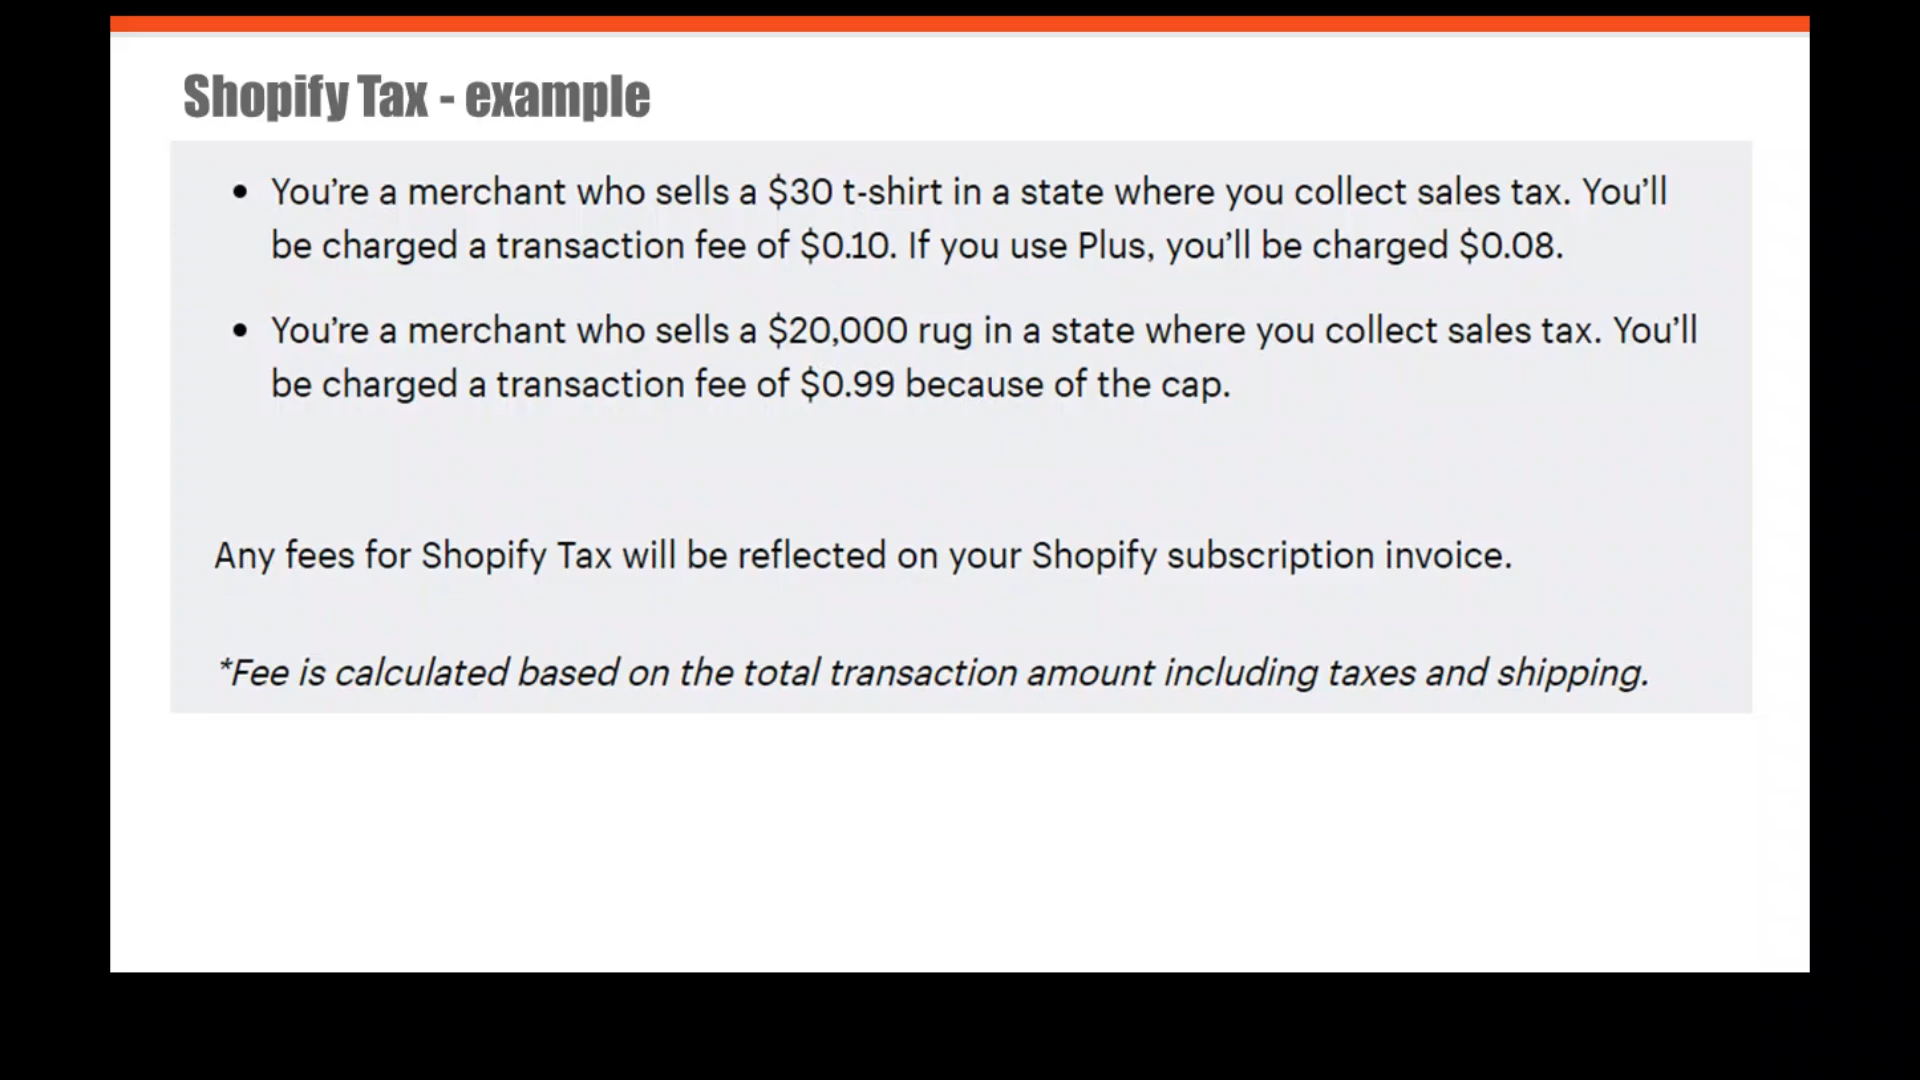 Shopify Tax - example
• You’re a merchant who sells a $30 t-shirt in a state where you collect sales tax. You’ll
be charged a transaction fee of $0.10. If you use Plus, you’ll be charged $0.08.
• You’re a merchant who sells a $20,000 rug in a state where you collect sales tax. You’ll
be charged a transaction fee of $0.99 because of the cap.
Any fees for Shopify Tax will be reflected on your Shopify subscription invoice.
*Fee is calculated based on the total transaction amount including taxes and shipping.